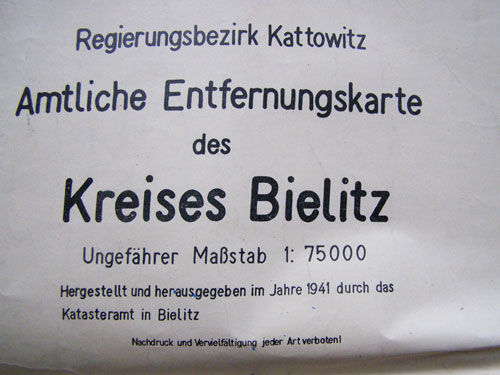 Regierungsbezirk Kattowitz
Amtliche Entfernungskarte
des
Kreises Bielitz
Ungefährer Maßstab 1: 75000
Hergestellt und herausgegeben im Jahre 1941 durch das
Katasteramt in Bielitz
Nachdruck und Vervielfältigung jeder Art verboten!